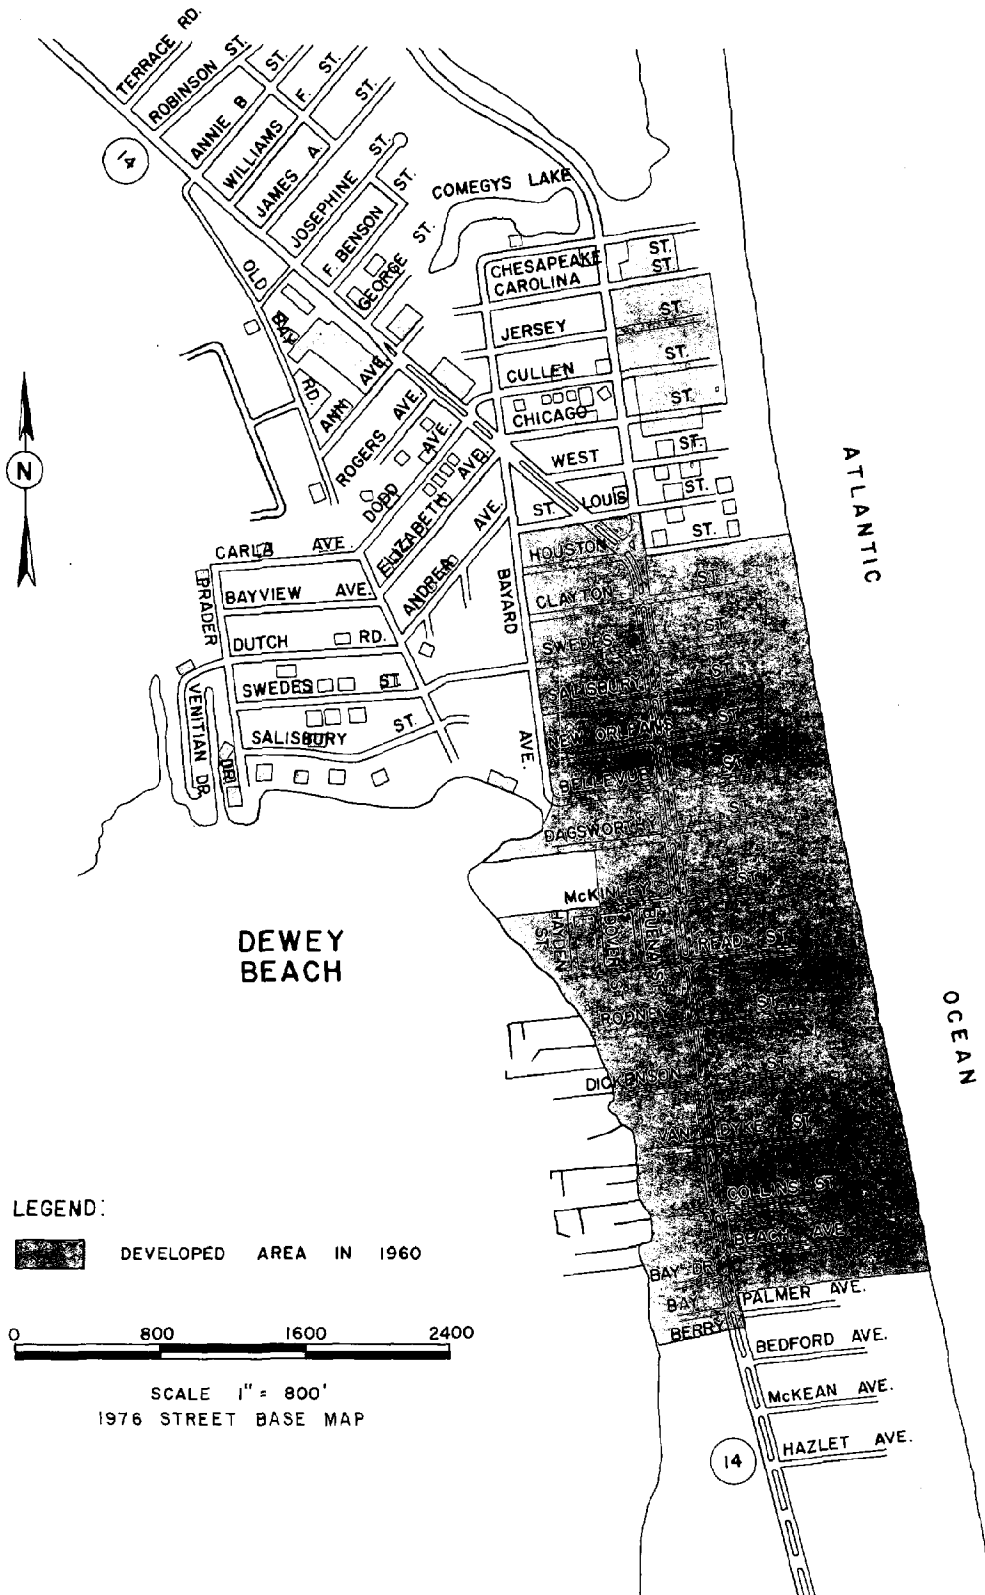 TERRACE RD.
ROBINSON ST.
ANNIE B ST.
WILLIAMS F. ST.
JAMES A. ST.
JOSEPHINE ST.
F. BENSON ST.
GEORGE ST.
14
COMEGYS LAKE
CHESAPEAKE ST.
CAROLINA ST.
JERSEY ST.
CULLEN ST.
CHICAGO ST.
WEST ST.
ST. LOUIS ST.
HOUSTON ST.
CLAYTON ST.
SWEDES ST.
SALISBURY ST.
NEW ORLEANS ST.
BELLEVUE ST.
DAGSWORTHY ST.
McKINLEY ST.
READ ST.
RODNEY ST.
DICKENSON ST.
VAN DYKE ST.
COLLINS ST.
BEACH AVE.
BAY DR.
BAY
BERRY
PALMER AVE.
BEDFORD AVE.
McKEAN AVE.
HAZLET AVE.
14
OLD BAY RD.
ANN AVE.
ROGERS AVE.
DODD AVE.
ELIZABETH AVE.
ANDREA AVE.
BAYARD AVE.
CARLA AVE.
BAYVIEW AVE.
DUTCH RD.
SWEDES ST.
SALISBURY ST.
PRADER DR.
VENITIAN DR.
HAYDEN ST.
DOVER
BUENA
ATLANTIC
OCEAN
N
DEWEY
BEACH
LEGEND:
DEVELOPED AREA IN 1960
0 800 1600 2400
SCALE 1" = 800'
1976 STREET BASE MAP